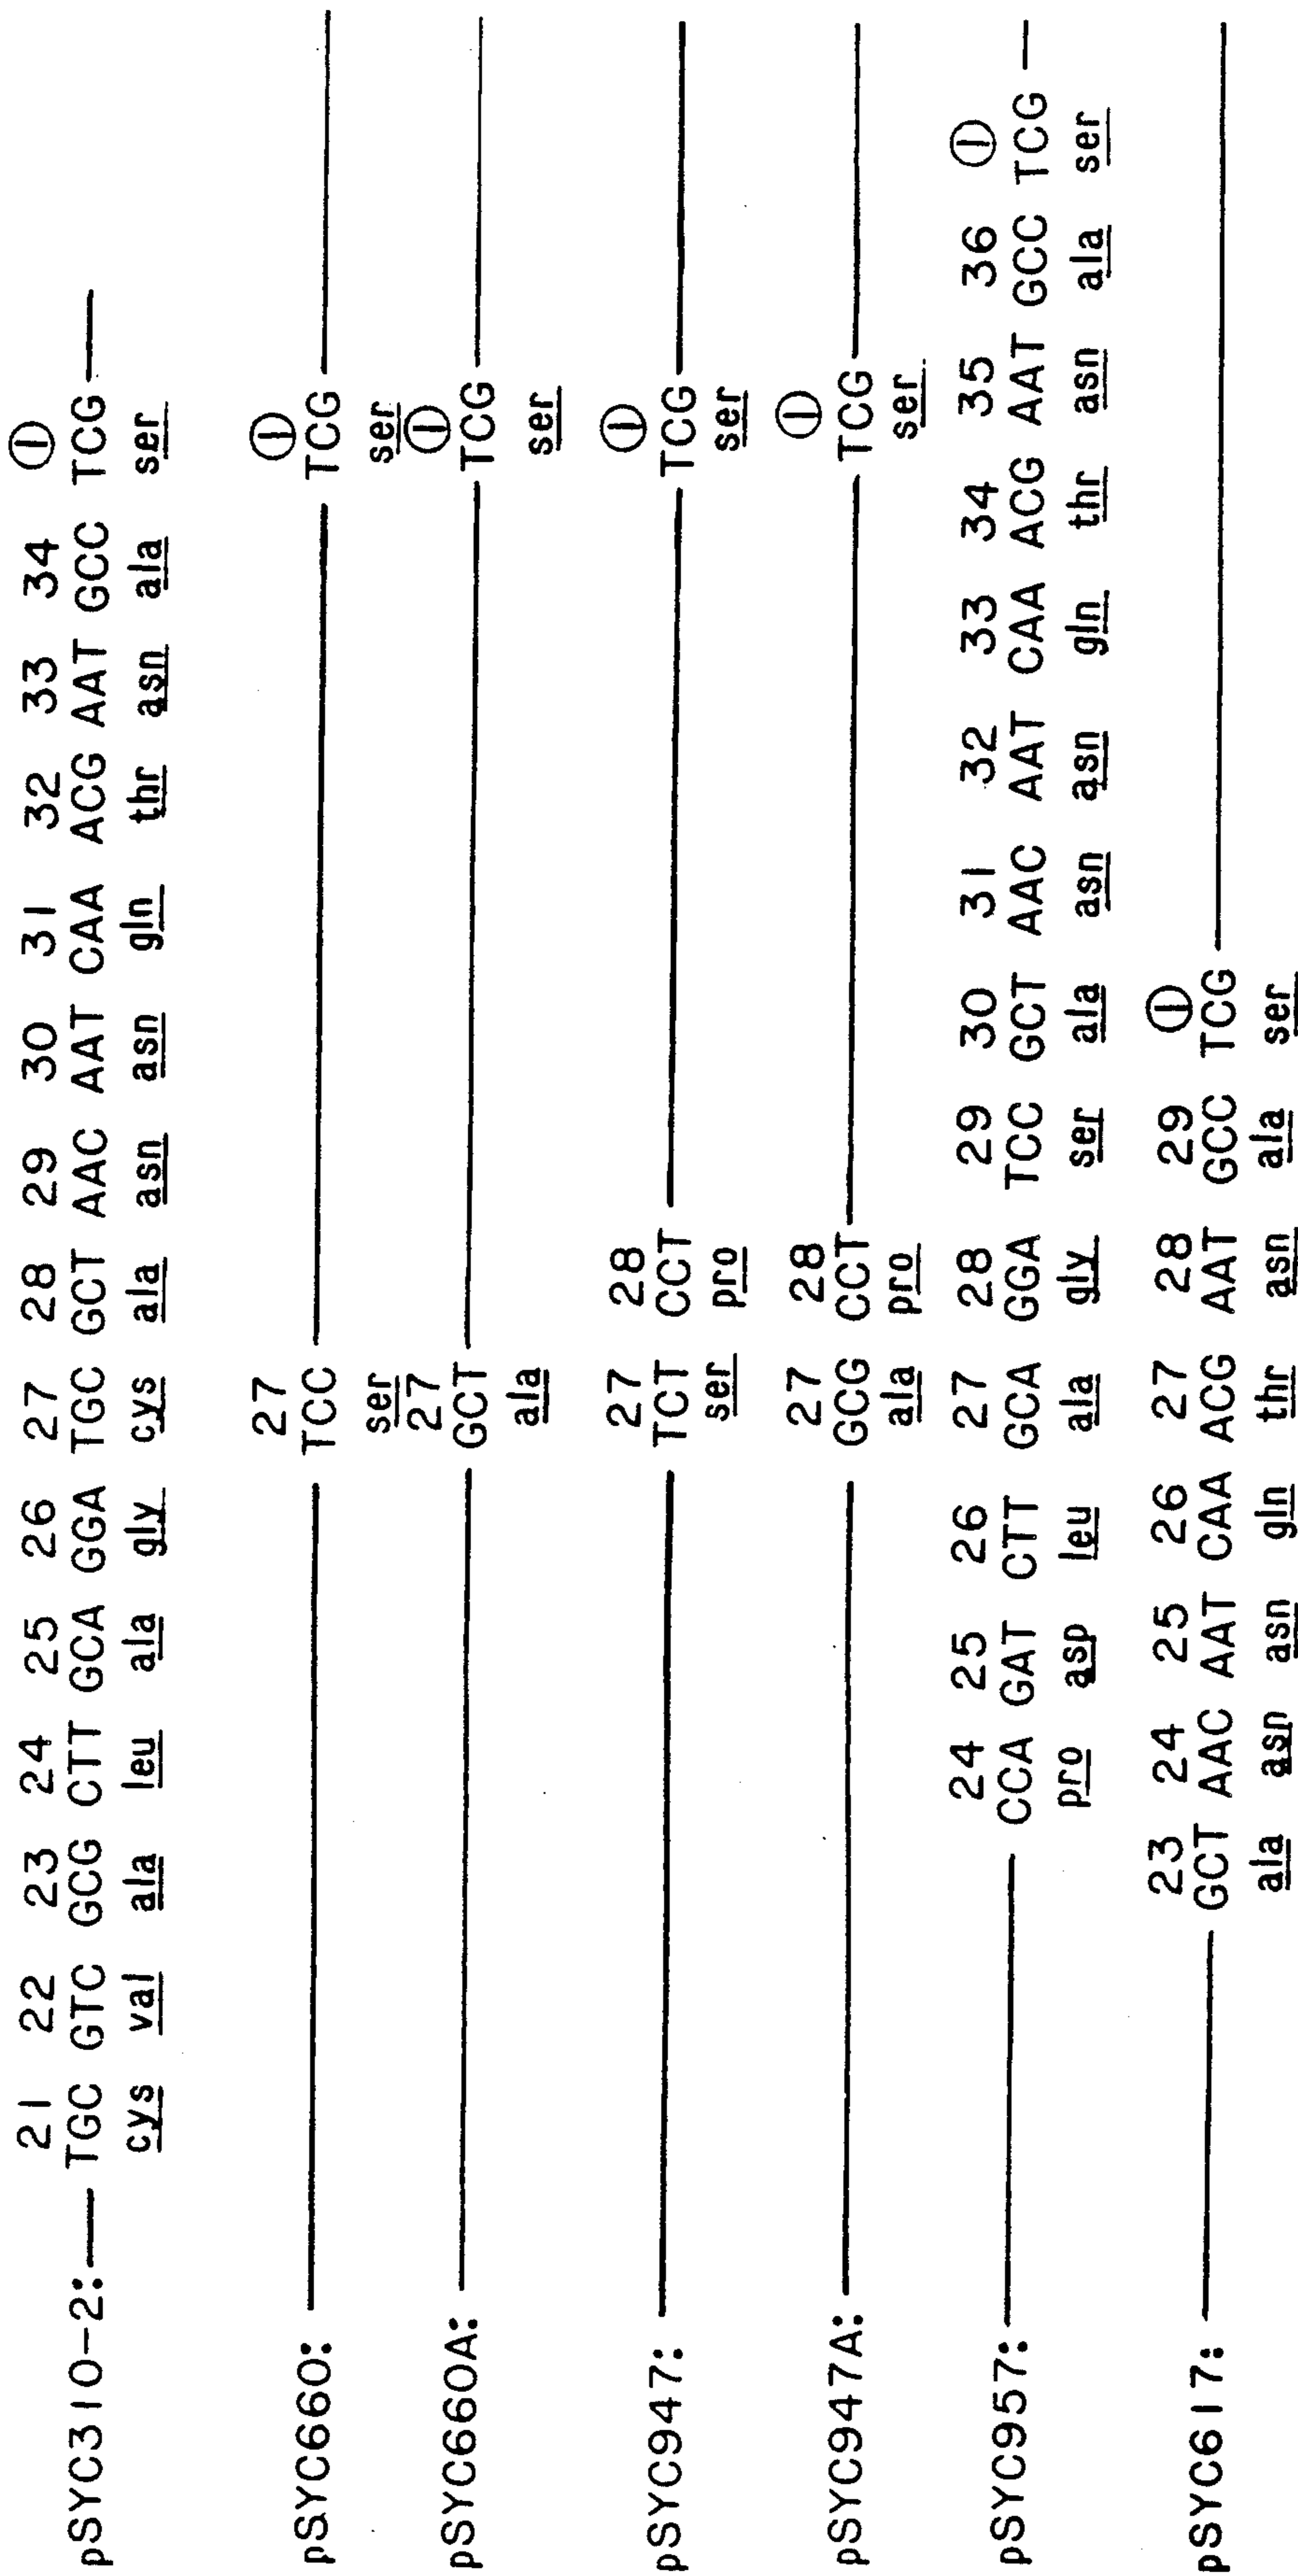 21 22 23 24 25 26 27 28 29 30 31 32 33 34 ①
pSYC310-2: TGC GTC GCG CTT GCA GGA TGC GCT AAC AAT CAA ACG AAT GCC TCG
cys val ala leu ala gly cys ala asn asn gln thr asn ala ser
27 ①
pSYC660: TCC TCG
ser ser
27 ①
pSYC660A: GCT TCG
ala ser
27 28 ①
pSYC947: TCT CCT TCG
ser pro ser
27 28 ①
pSYC947A: GCG CCT TCG
ala pro ser
24 25 26 27 28 29 30 31 32 33 34 35 36 ①
pSYC957: CCA GAT CTT GCA GGA TCC GCT AAC AAT CAA ACG AAT GCC TCG
pro asp leu ala gly ser ala asn asn gln thr asn ala ser
23 24 25 26 27 28 29 ①
pSYC617: GCT AAC AAT CAA ACG AAT GCC TCG
ala asn asn gln thr asn ala ser